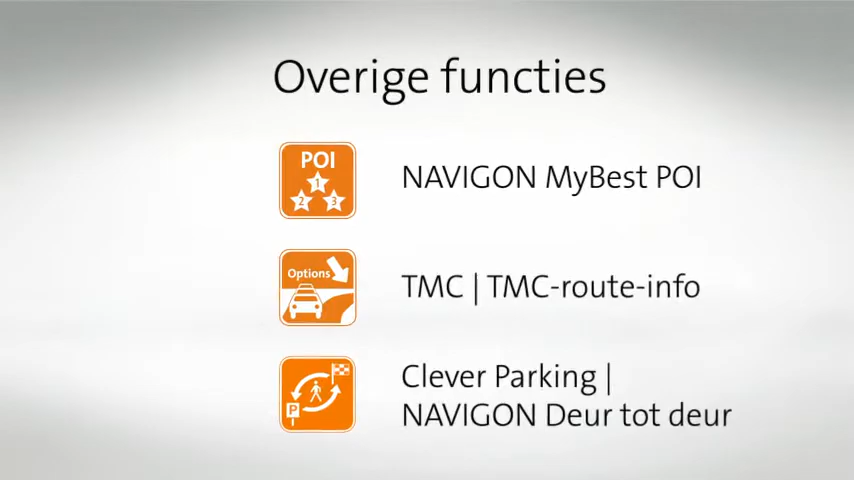 Overige functies
POI
1
2 3
NAVIGON MyBest POI
Options
TMC | TMC-route-info
P
Clever Parking |
NAVIGON Deur tot deur